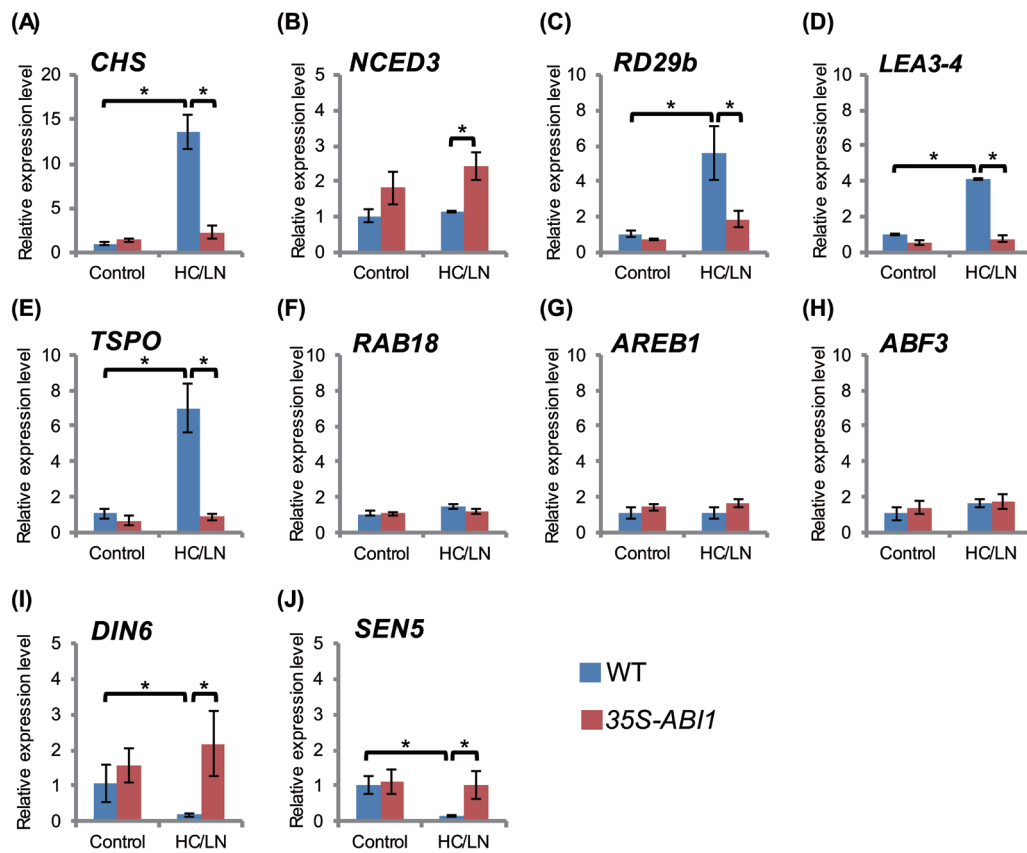 (A)
CHS
Relative expression level
20
15
10
5
0
*
*
Control
HC/LN
(B)
NCED3
Relative expression level
5
4
3
2
1
0
*
Control
HC/LN
(C)
RD29b
Relative expression level
10
8
6
4
2
0
*
*
Control
HC/LN
(D)
LEA3-4
Relative expression level
10
8
6
4
2
0
*
*
Control
HC/LN
(E)
TSPO
Relative expression level
10
8
6
4
2
0
*
*
Control
HC/LN
(F)
RAB18
Relative expression level
10
8
6
4
2
0
Control
HC/LN
(G)
AREB1
Relative expression level
10
8
6
4
2
0
Control
HC/LN
(H)
ABF3
Relative expression level
10
8
6
4
2
0
Control
HC/LN
(I)
DIN6
Relative expression level
5
4
3
2
1
0
*
*
Control
HC/LN
(J)
SEN5
Relative expression level
5
4
3
2
1
0
*
*
Control
HC/LN
WT
35S-ABI1